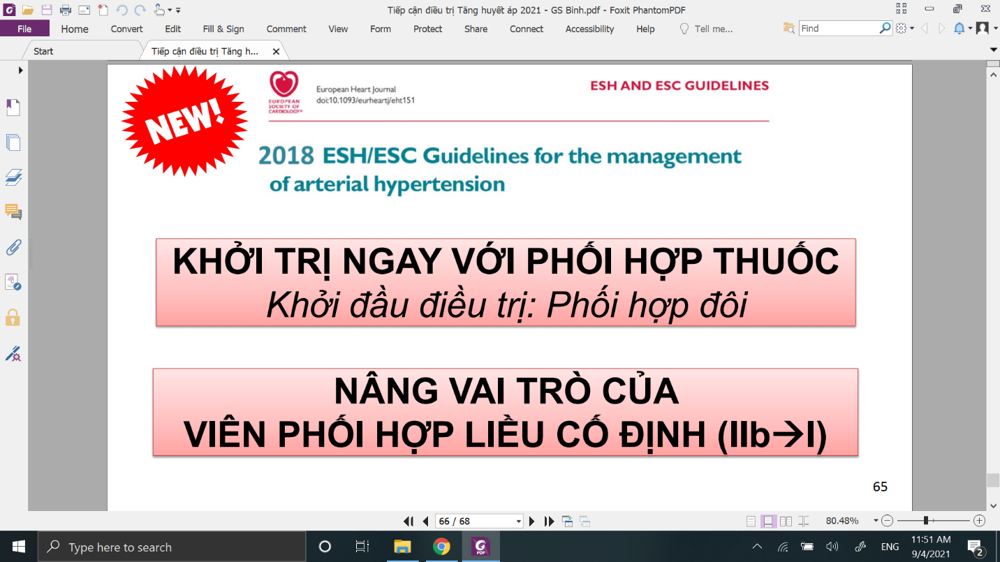 Tiếp cận điều trị Tăng huyết áp 2021 - GS Binh.pdf - Foxit PhantomPDF
File Home Convert Edit Fill & Sign Comment View Form Protect Share Connect Accessibility Help Tell me... Find
Start Tiếp cận điều trị Tăng h...
NEW!
EUROPEAN
SOCIETY OF
CARDIOLOGY®
European Heart Journal
doi:10.1093/eurheartj/eht151
ESH AND ESC GUIDELINES
2018 ESH/ESC Guidelines for the management
of arterial hypertension
KHỞI TRỊ NGAY VỚI PHỐI HỢP THUỐC
Khởi đầu điều trị: Phối hợp đôi
NÂNG VAI TRÒ CỦA
VIÊN PHỐI HỢP LIỀU CỐ ĐỊNH (IIb→I)
65
66 / 68
80.48%
Type here to search
PDF
ENG
11:51 AM
9/4/2021
2